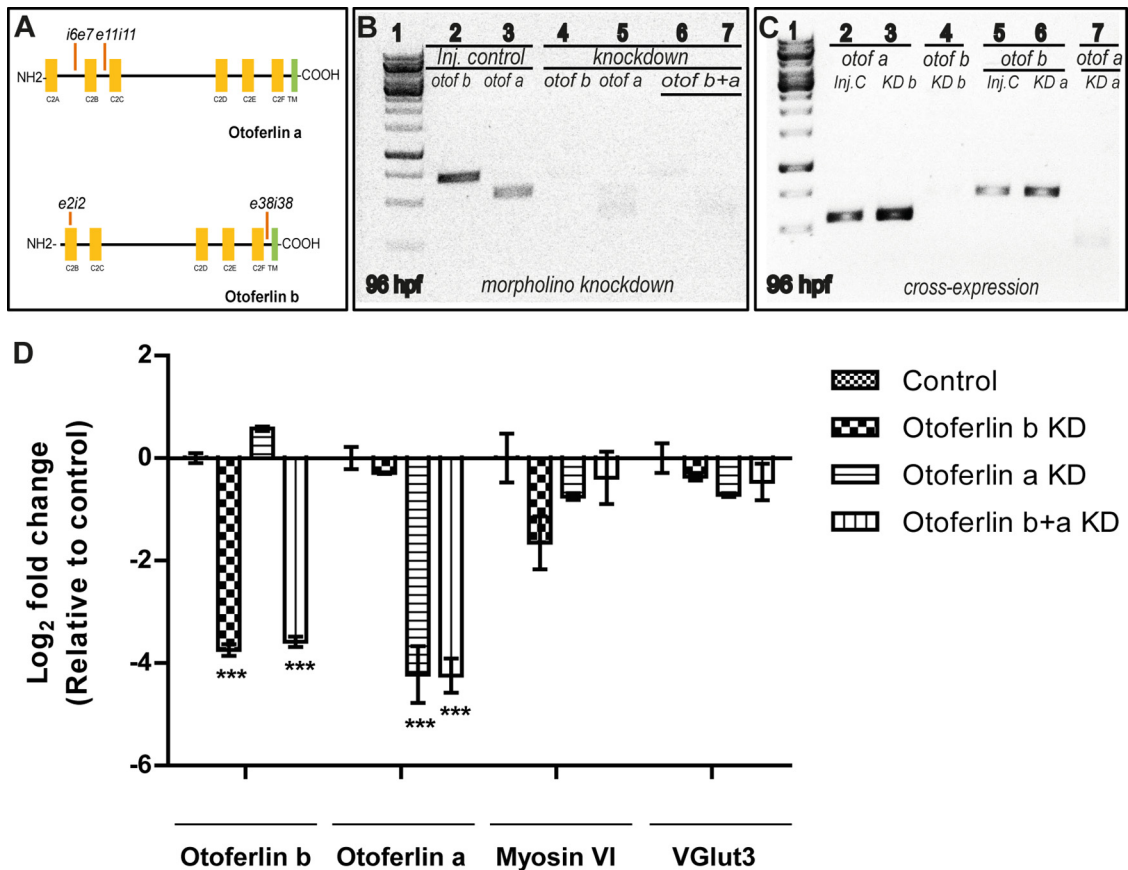 A
i6e7 e11i11
NH2- -COOH
C2A C2B C2C C2D C2E C2F TM
Otoferlin a
e2i2 e38i38
NH2- -COOH
C2B C2C C2D C2E C2F TM
Otoferlin b
B
1 2 3 4 5 6 7
Inj. control knockdown
otof b otof a otof b otof a otof b+a
96 hpf morpholino knockdown
C
1 2 3 4 5 6 7
otof a otof b otof b otof a
Inj.C KD b KD b Inj.C KD a KD a
96 hpf cross-expression
D
Log2 fold change
(Relative to control)
2
0
-2
-4
-6
*** *** *** ***
Otoferlin b Otoferlin a Myosin VI VGlut3
Control
Otoferlin b KD
Otoferlin a KD
Otoferlin b+a KD